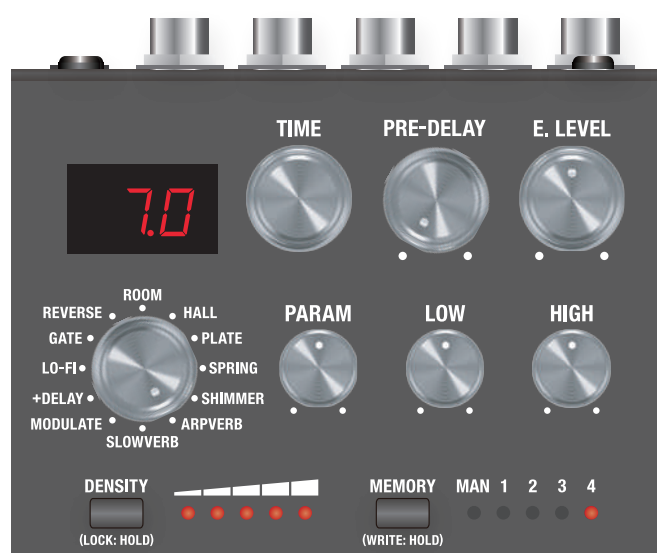 TIME PRE-DELAY E. LEVEL
7.0
ROOM
REVERSE HALL
GATE PLATE
LO-FI SPRING
+DELAY SHIMMER
MODULATE ARPVERB
SLOWVERB
PARAM LOW HIGH
DENSITY MEMORY MAN 1 2 3 4
(LOCK: HOLD) (WRITE: HOLD)